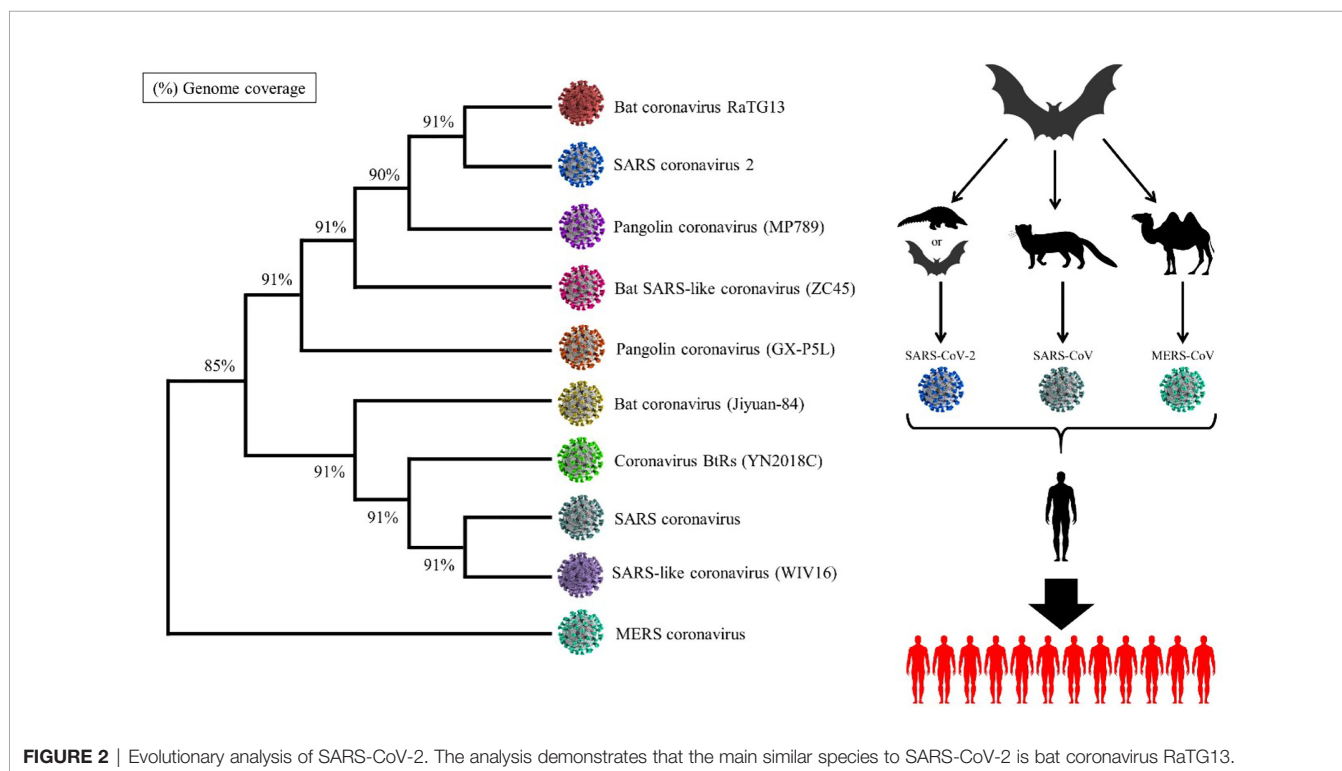 (%) Genome coverage
91%
Bat coronavirus RaTG13
SARS coronavirus 2
90%
Pangolin coronavirus (MP789)
91%
Bat SARS-like coronavirus (ZC45)
91%
Pangolin coronavirus (GX-P5L)
85%
Bat coronavirus (Jiyuan-84)
91%
Coronavirus BtRs (YN2018C)
91%
SARS coronavirus
91%
SARS-like coronavirus (WIV16)
MERS coronavirus
or
SARS-CoV-2
SARS-CoV
MERS-CoV
FIGURE 2 | Evolutionary analysis of SARS-CoV-2. The analysis demonstrates that the main similar species to SARS-CoV-2 is bat coronavirus RaTG13.